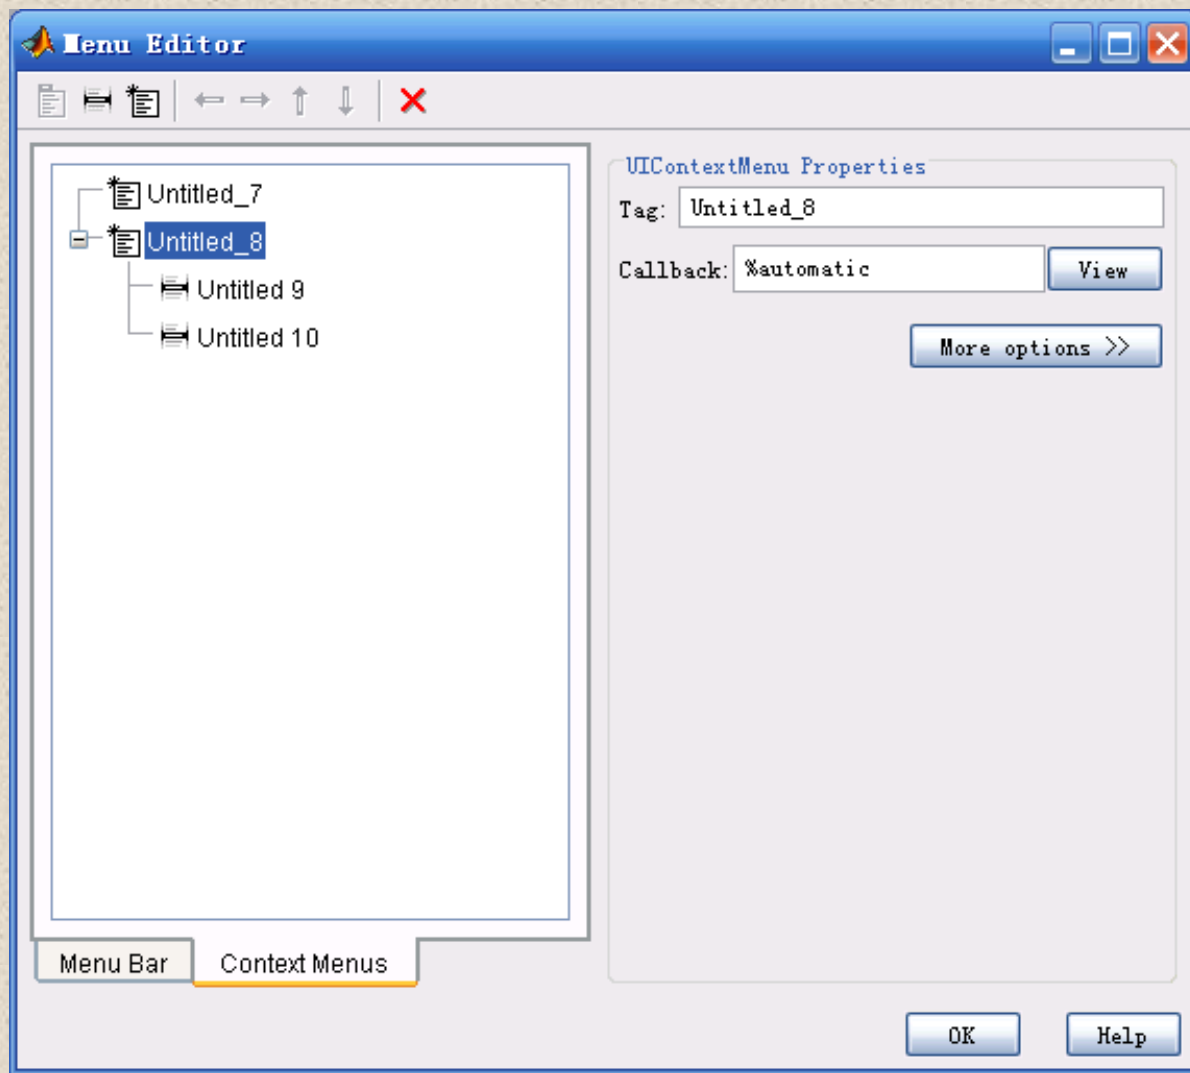 Menu Editor
Untitled_7
Untitled_8
Untitled 9
Untitled 10
Menu Bar
Context Menus
UIContextMenu Properties
Tag: Untitled_8
Callback: %automatic View
More options >>
OK
Help